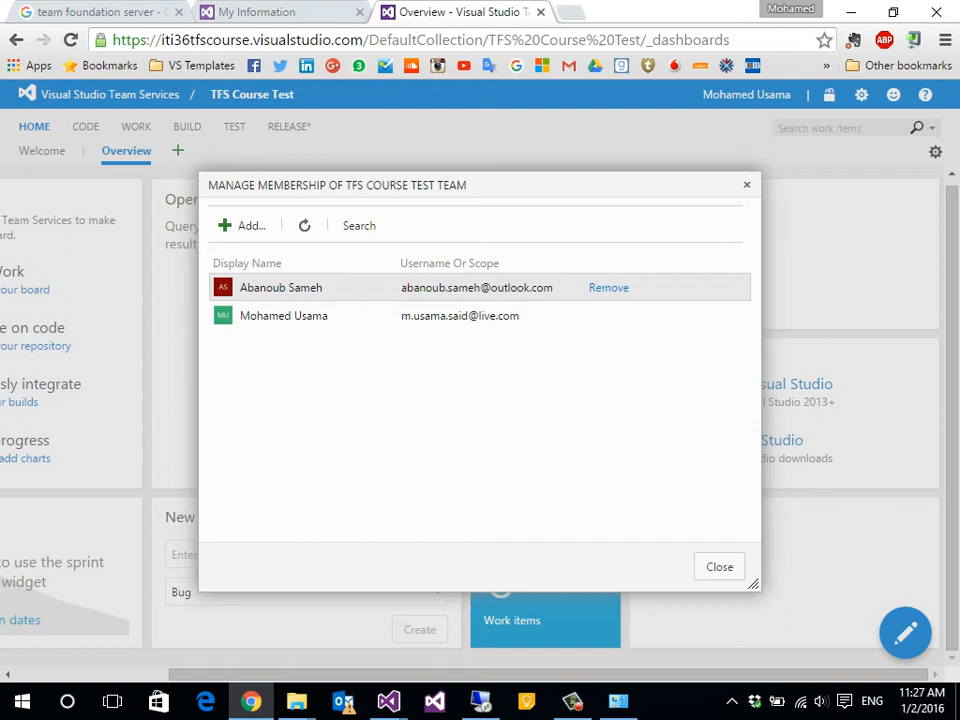 team foundation server - G
My Information
Overview - Visual Studio T
Mohamed
https://iti36tfscourse.visualstudio.com/DefaultCollection/TFS%20Course%20Test/_dashboards
Apps
Bookmarks
VS Templates
Other bookmarks
Visual Studio Team Services / TFS Course Test
Mohamed Usama
HOME CODE WORK BUILD TEST RELEASE*
Search work items
Welcome Overview
MANAGE MEMBERSHIP OF TFS COURSE TEST TEAM
Add... Search
Display Name Username Or Scope
AS Abanoub Sameh abanoub.sameh@outlook.com Remove
MU Mohamed Usama m.usama.said@live.com
Close
Team Services to make
rd.
Work
our board
e on code
our repository
sly integrate
ur builds
progress
add charts
to use the sprint
widget
n dates
Open
Query
result
New
Enter
Bug
Create
Work items
sual Studio
l Studio 2013+
Studio
dio downloads
ENG
11:27 AM
1/2/2016